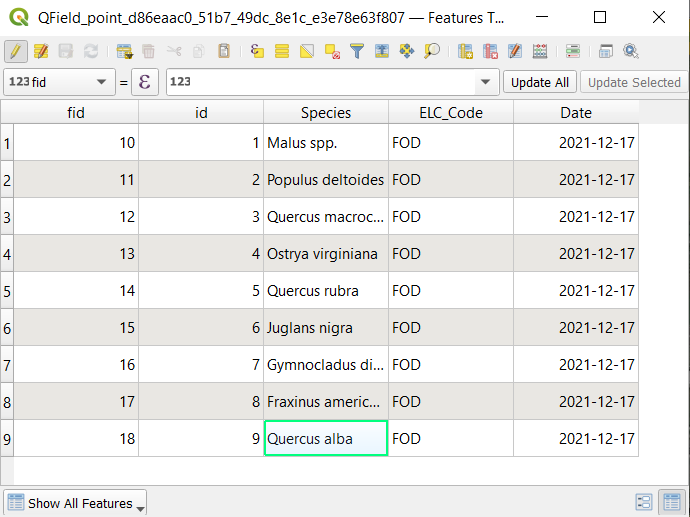 QField_point_d86eaac0_51b7_49dc_8e1c_e3e78e63f807 — Features T...
123 fid = ε 123 Update All Update Selected
fid id Species ELC_Code Date
1 10 1 Malus spp. FOD 2021-12-17
2 11 2 Populus deltoides FOD 2021-12-17
3 12 3 Quercus macroc... FOD 2021-12-17
4 13 4 Ostrya virginiana FOD 2021-12-17
5 14 5 Quercus rubra FOD 2021-12-17
6 15 6 Juglans nigra FOD 2021-12-17
7 16 7 Gymnocladus di... FOD 2021-12-17
8 17 8 Fraxinus americ... FOD 2021-12-17
9 18 9 Quercus alba FOD 2021-12-17
Show All Features